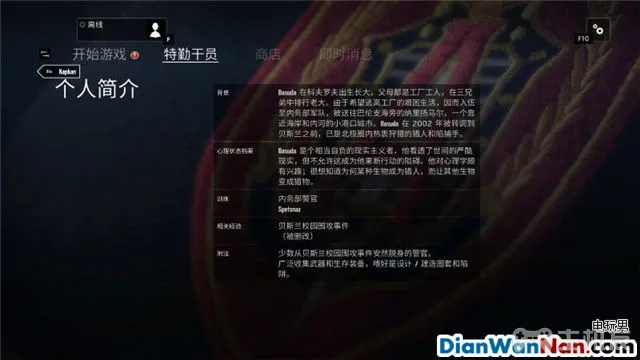 离线
P
F10
开始游戏
特勤干员
商店
即时消息
Esc Kapkan
个人简介
背景
Basuda 在科夫罗夫出生长大，父母都是工厂工人，在三兄
弟中排行老大。由于希望逃离工厂的艰困生活，因而入伍
至内务部军队，被送往巴伦支海旁的纳里扬马尔，一个靠
近海岸和内河的小港口城市。Basuda 在 2002 年被转调到
贝斯兰之前，已是北极圈内热衷狩猎的猎人和陷捕手。
心理状态档案
Basuda 是个相当自负的现实主义者，他看透了世间的严酷
现实，但不允许这成为他果断行动的阻碍。他对心理学颇
有兴趣；很想知道为何某种生物成为猎人，而让其他生物
变成猎物。
训练
内务部警官
Spetsnaz
相关经验
贝斯兰校园围攻事件
（被删改）
附注
少数从贝斯兰校园围攻事件安然脱身的警官。
广泛收集武器和生存装备，嗜好是设计 / 建造圈套和陷
阱。
电玩男
DianWanNan.com